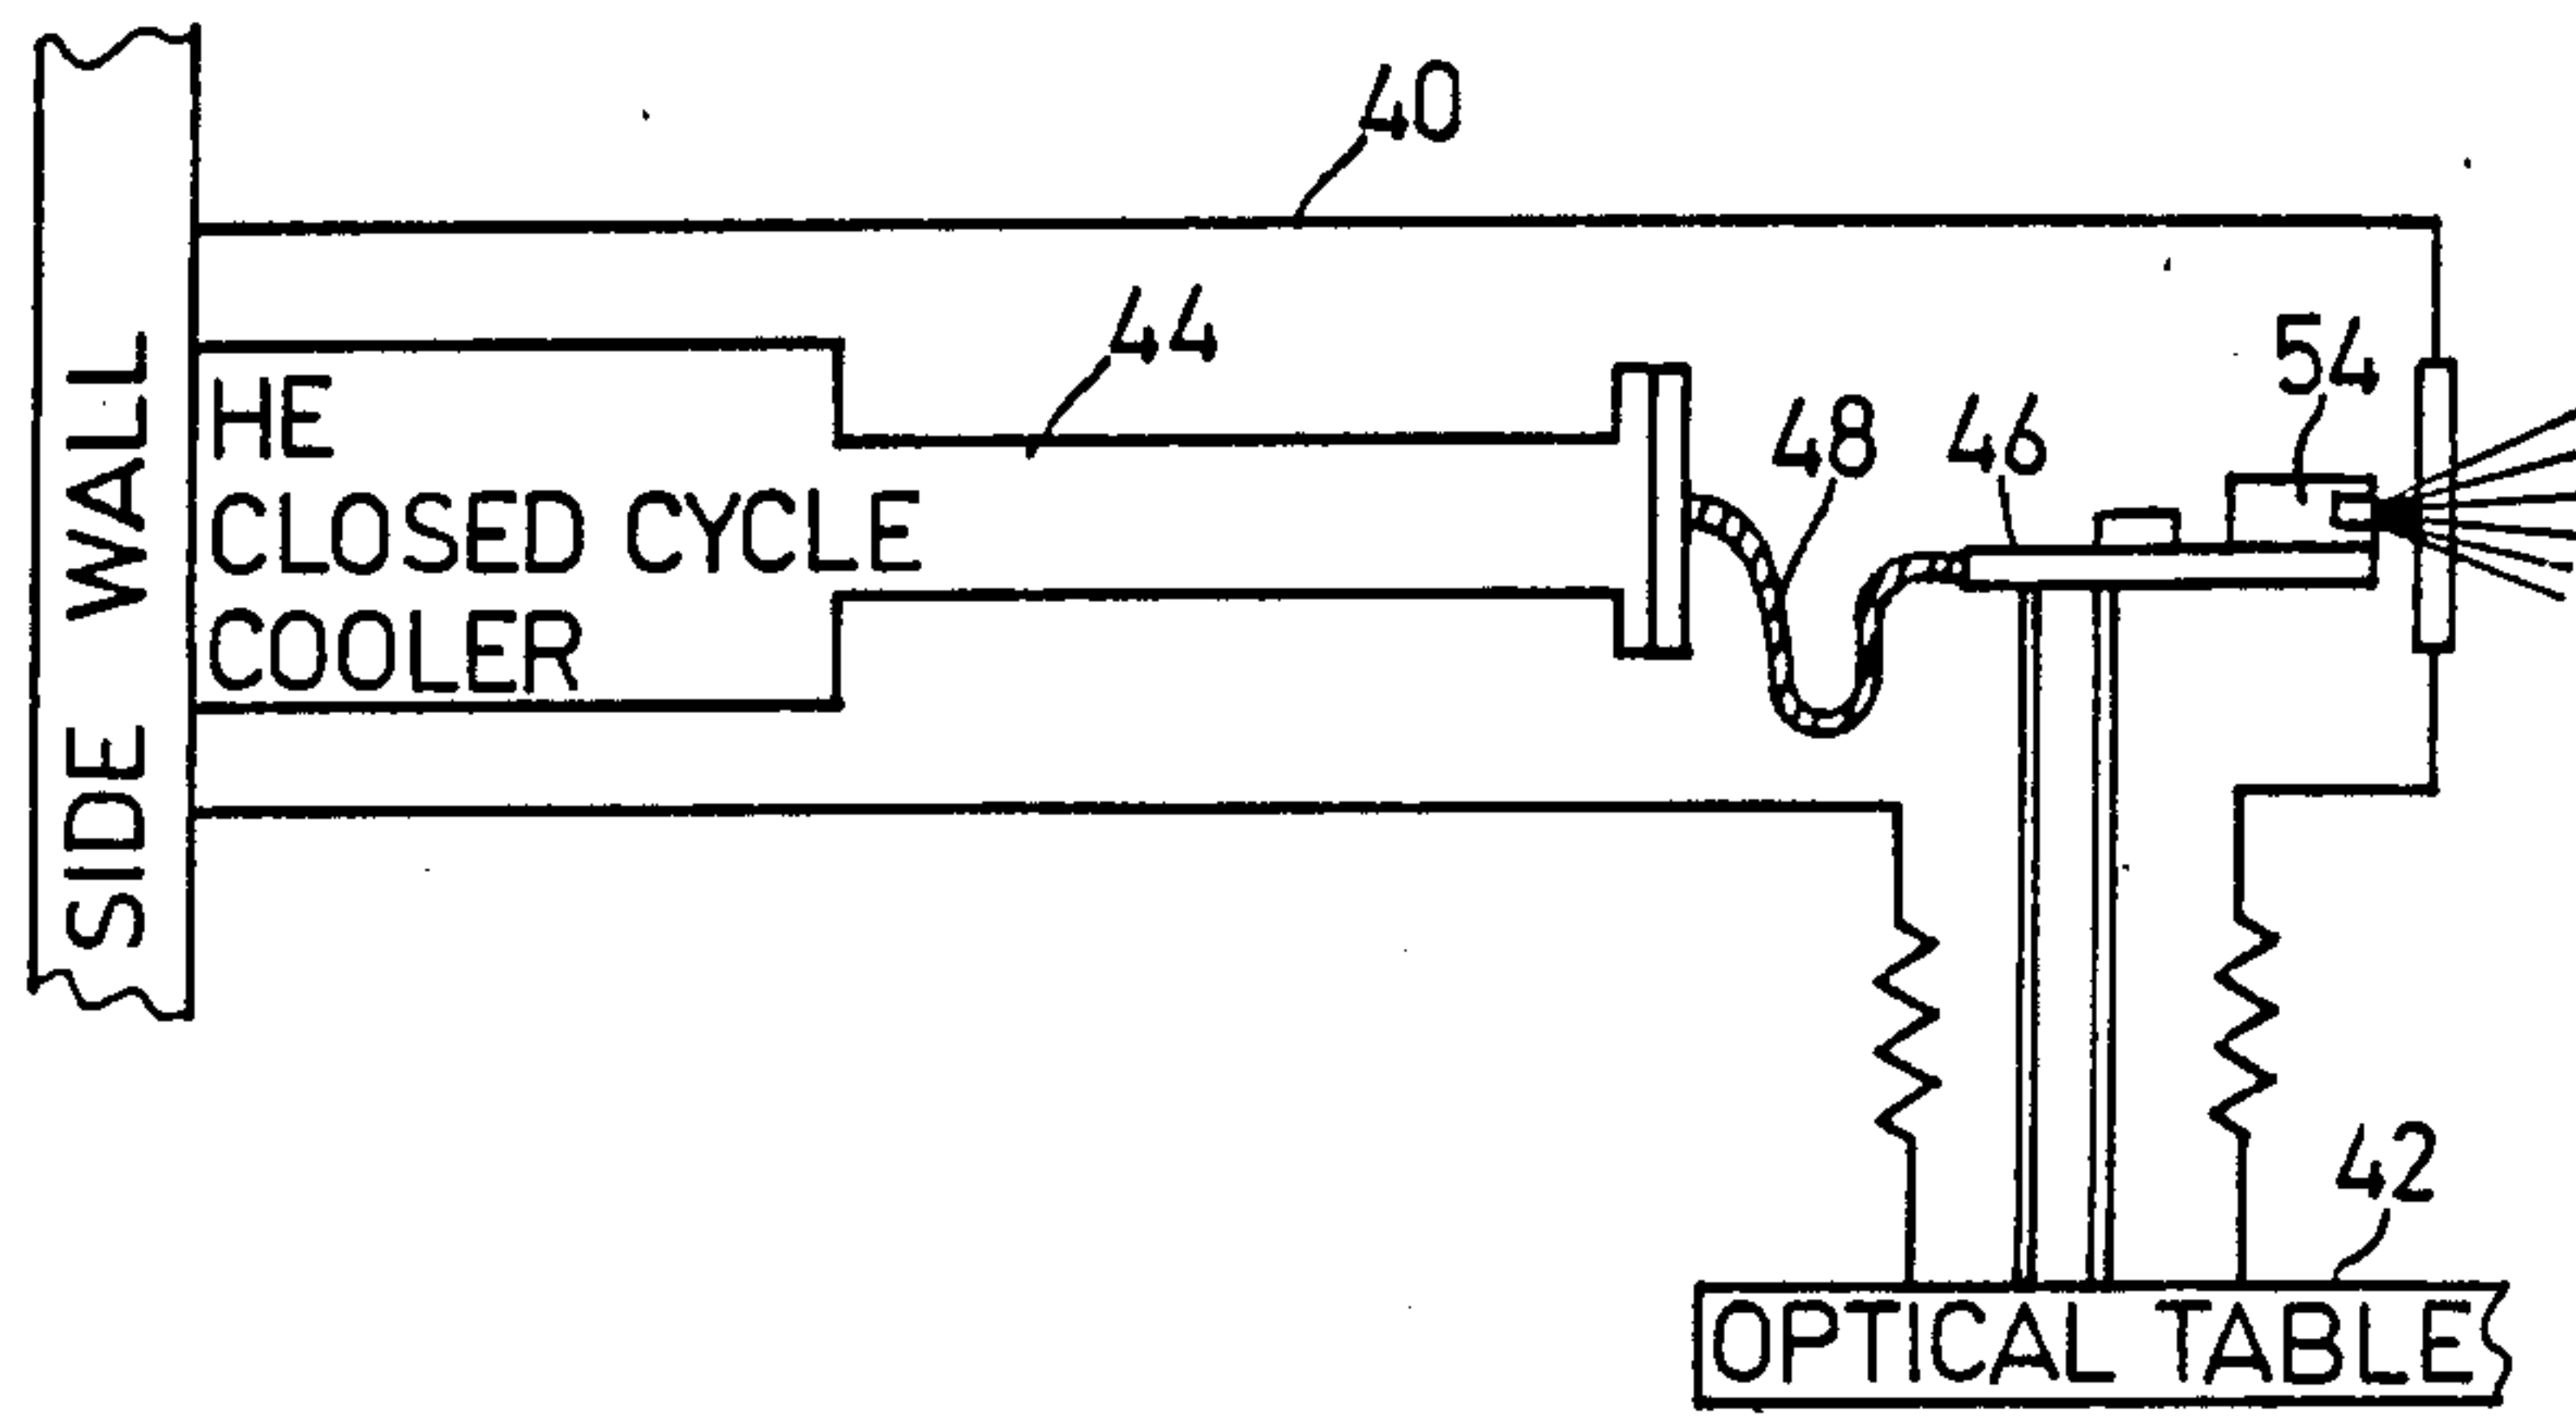 40
44
54
48
46
SIDE WALL
HE
CLOSED CYCLE
COOLER
42
OPTICAL TABLE